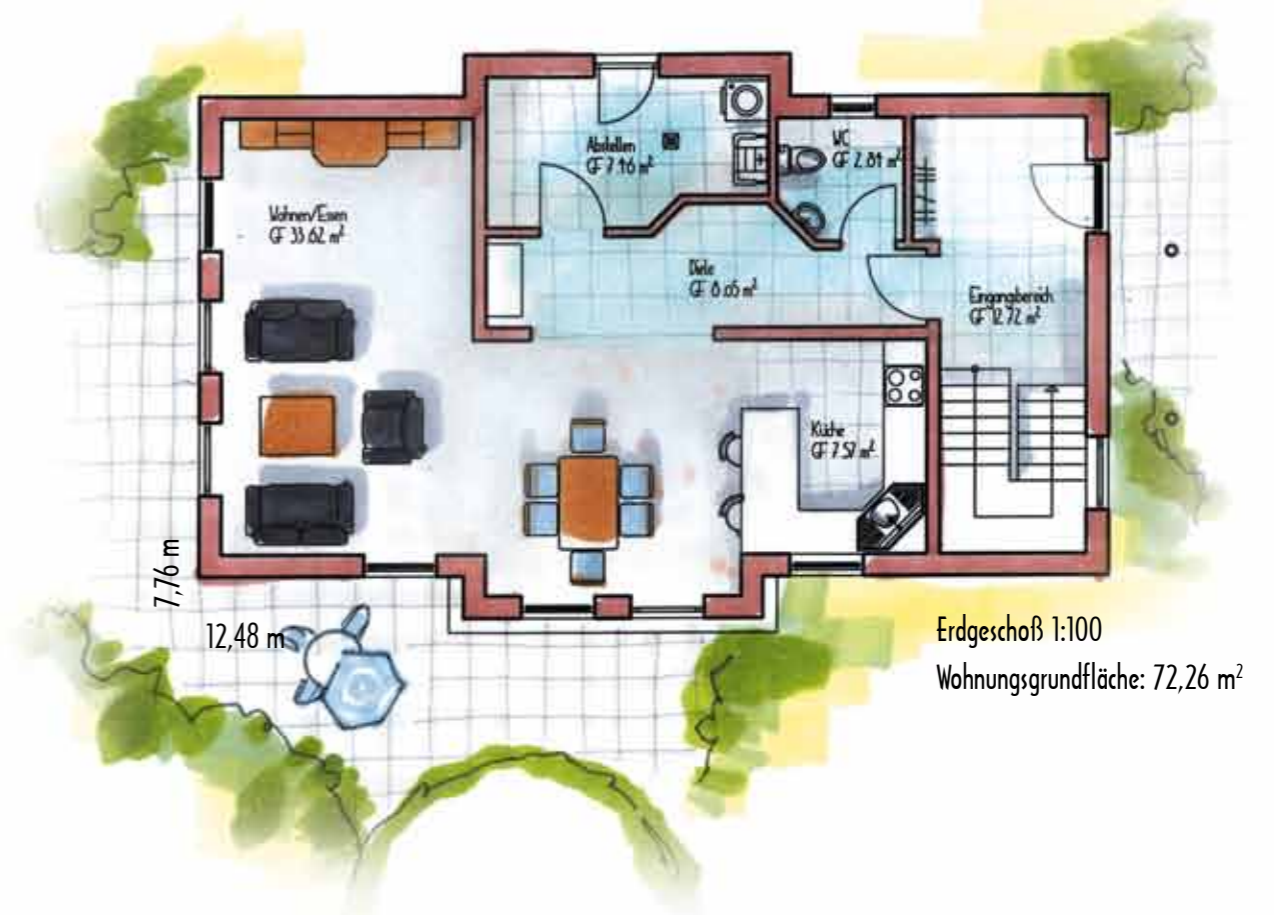 Abstellen
GF 7.46 m²
WC
GF 2.84 m²
Wohnen/Essen
GF 33.62 m²
Diele
GF 8.05 m²
Eingangbereich
GF 12.72 m²
Küche
GF 7.57 m²
7,76 m
12,48 m
Erdgeschoß 1:100
Wohnungsgrundfläche: 72,26 m²